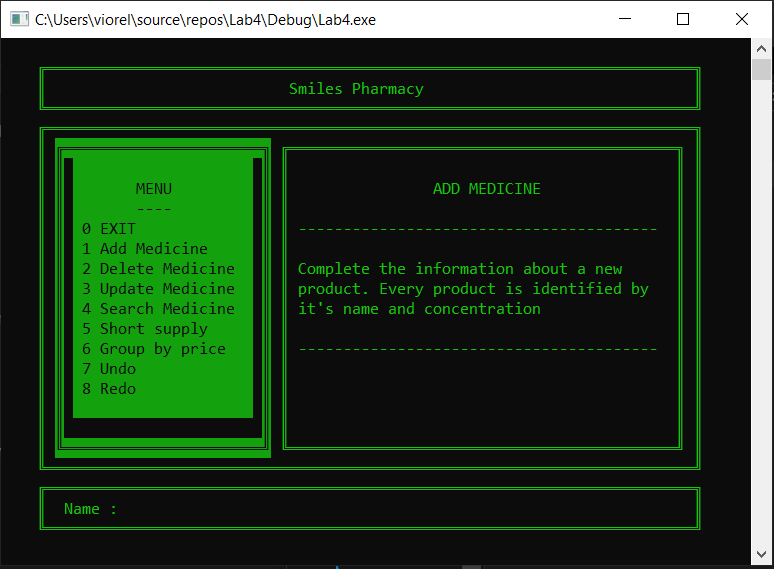 C:\Users\viorel\source\repos\Lab4\Debug\Lab4.exe
Smiles Pharmacy
MENU
----
0 EXIT
1 Add Medicine
2 Delete Medicine
3 Update Medicine
4 Search Medicine
5 Short supply
6 Group by price
7 Undo
8 Redo
ADD MEDICINE
----------------------------------------
Complete the information about a new
product. Every product is identified by
it's name and concentration
----------------------------------------
Name :